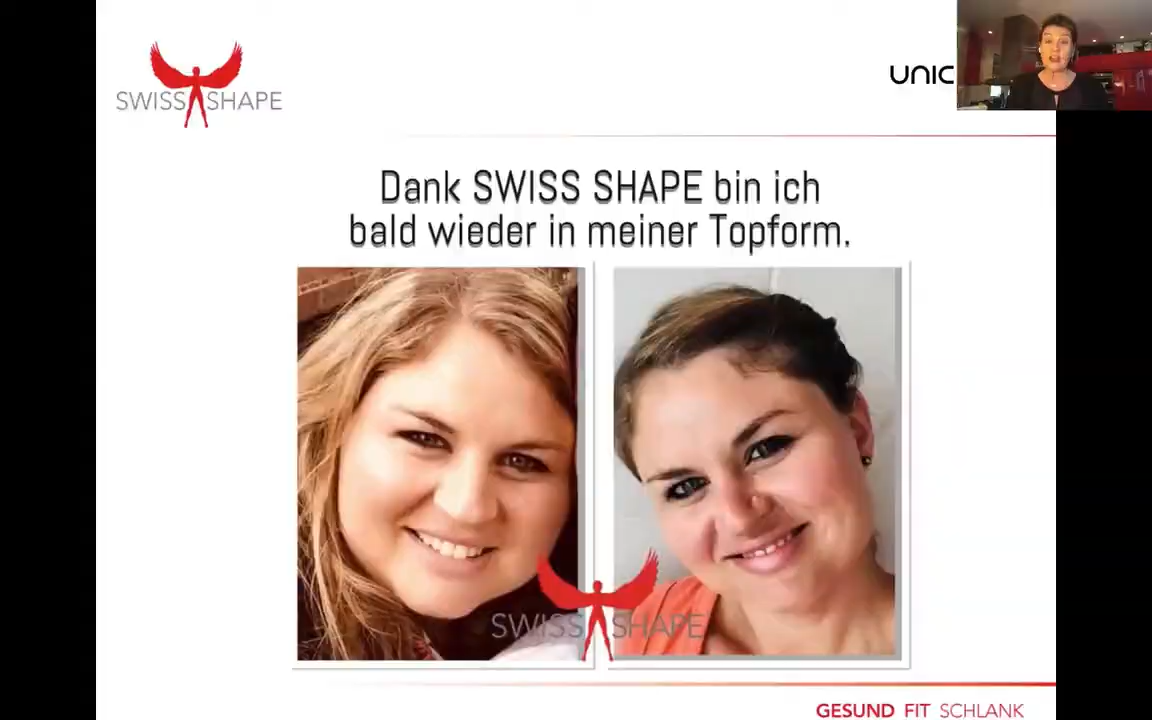 SWISS SHAPE
UNIC
Dank SWISS SHAPE bin ich
bald wieder in meiner Topform.
SWISS SHAPE
GESUND FIT SCHLANK